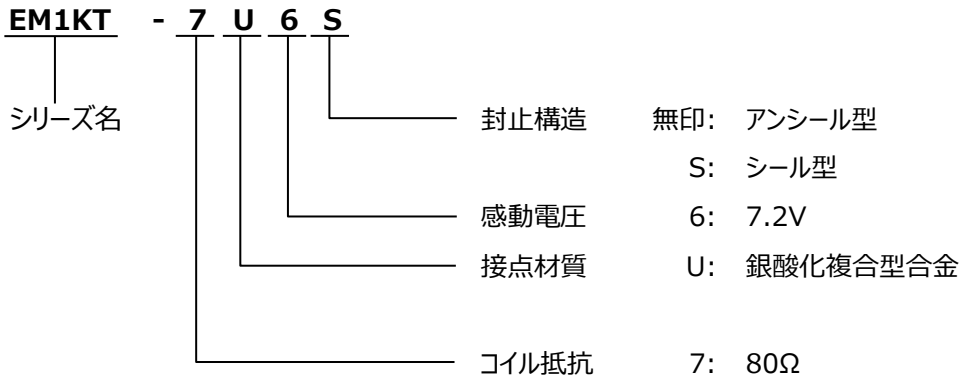 EM1KT - 7 U 6 S
シリーズ名
封止構造 無印: アンシール型
S: シール型
感動電圧 6: 7.2V
接点材質 U: 銀酸化複合型合金
コイル抵抗 7: 80Ω